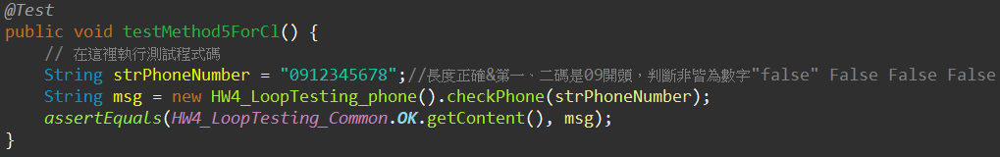 @Test
public void testMethod5ForCl() {
// 在這裡執行測試程式碼
String strPhoneNumber = "0912345678";//長度正確&第一、二碼是09開頭，判斷非皆為數字"false" False False False
String msg = new HW4_LoopTesting_phone().checkPhone(strPhoneNumber);
assertEquals(HW4_LoopTesting_Common.OK.getContent(), msg);
}